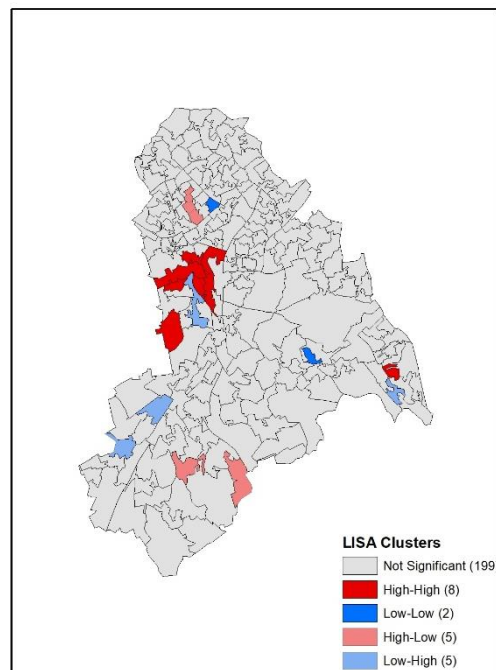 LISA Clusters
Not Significant (199
High-High (8)
Low-Low (2)
High-Low (5)
Low-High (5)